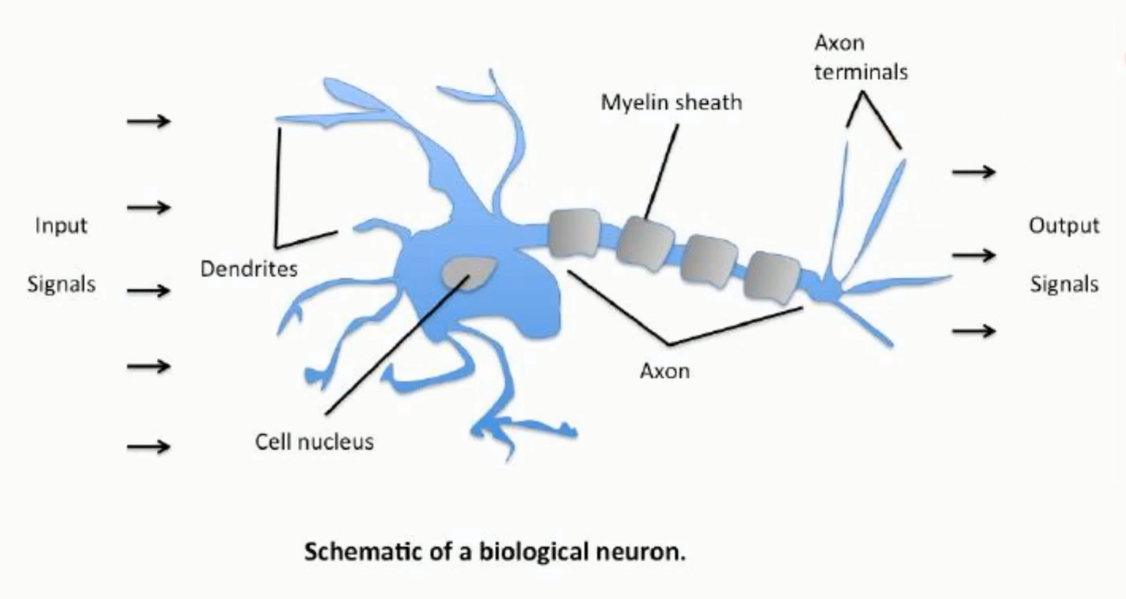 Axon
terminals
Myelin sheath
Input
Signals
Dendrites
Output
Signals
Axon
Cell nucleus
Schematic of a biological neuron.